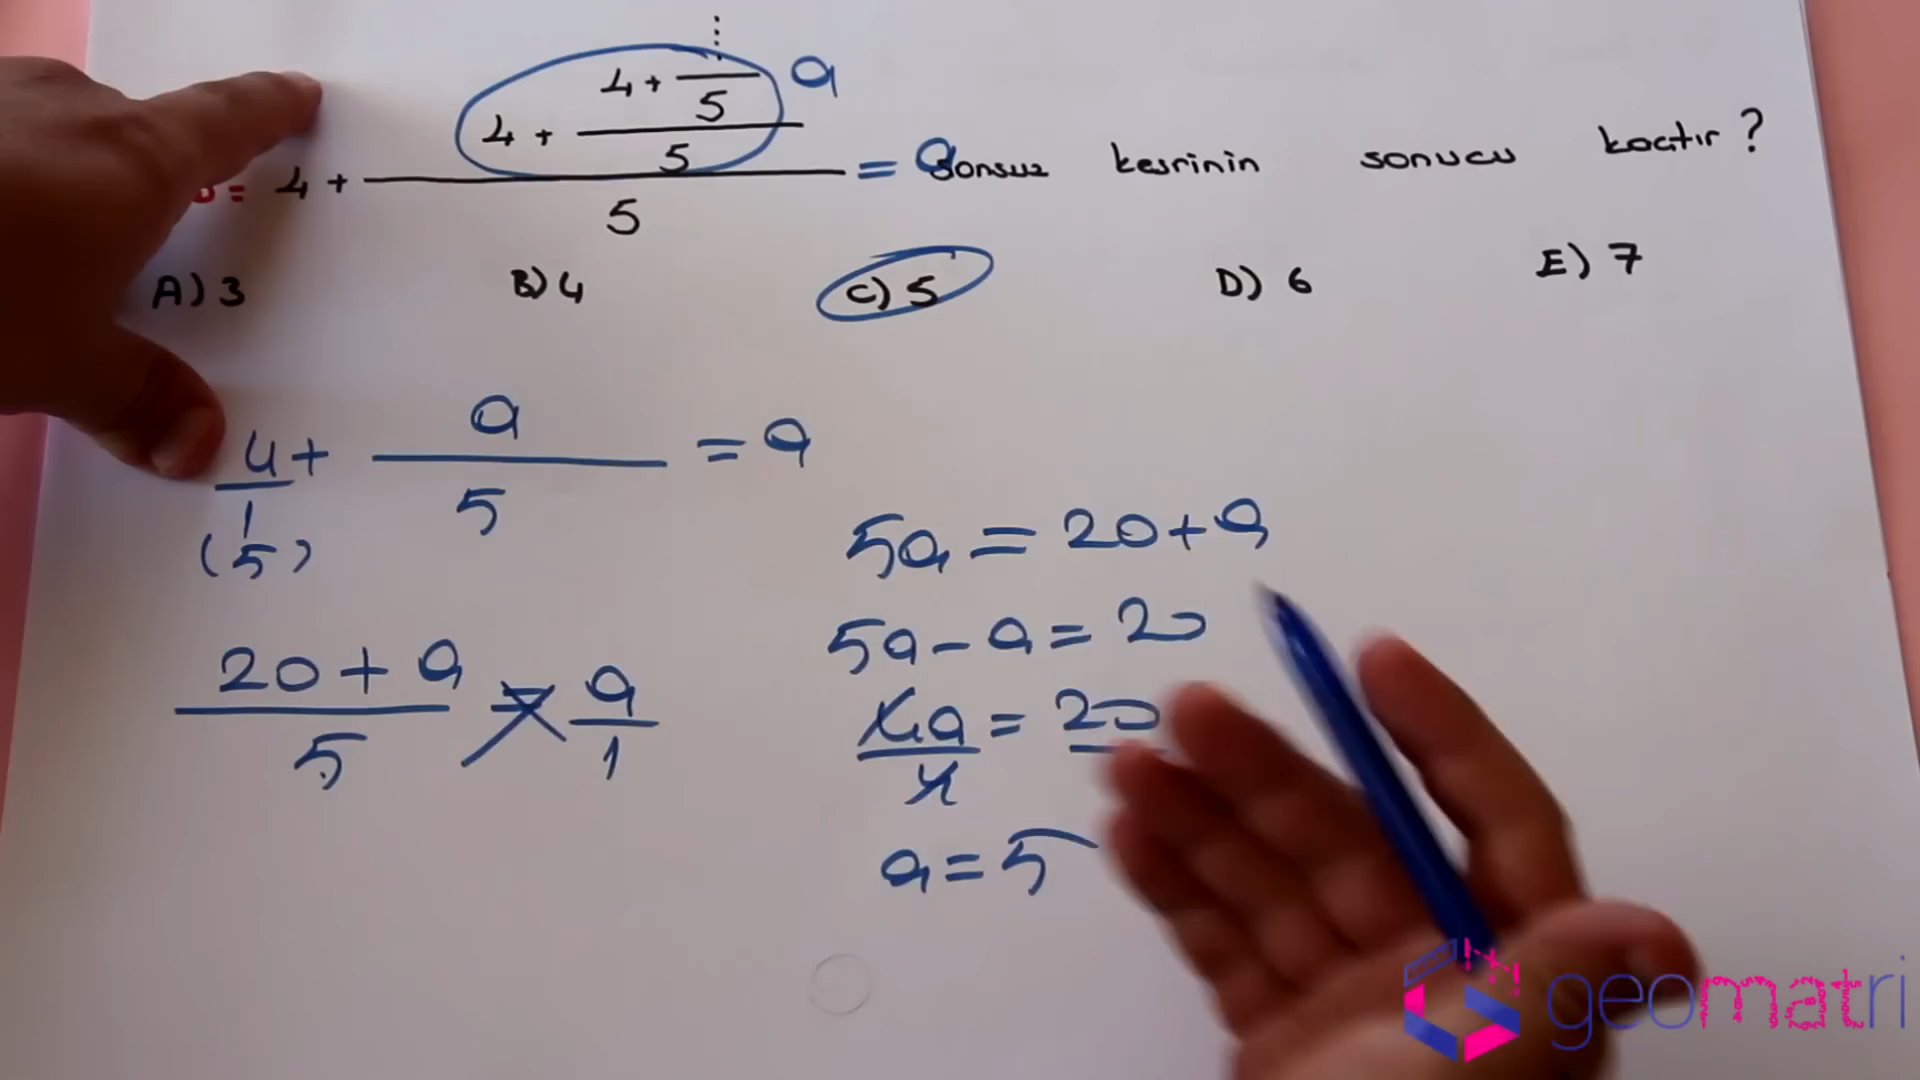 ⋮
4 + ―
5 a
4 + ―
5
= 4 + ― = a sonsuz kesrinin sonucu kaçtır ?
5
A) 3 B) 4 C) 5 D) 6 E) 7
4/1 + a/5 = a
(5)
5a = 20 + a
5a - a = 20
(20 + a)/5 = a/1
4a/4 = 20
a = 5
geomatri